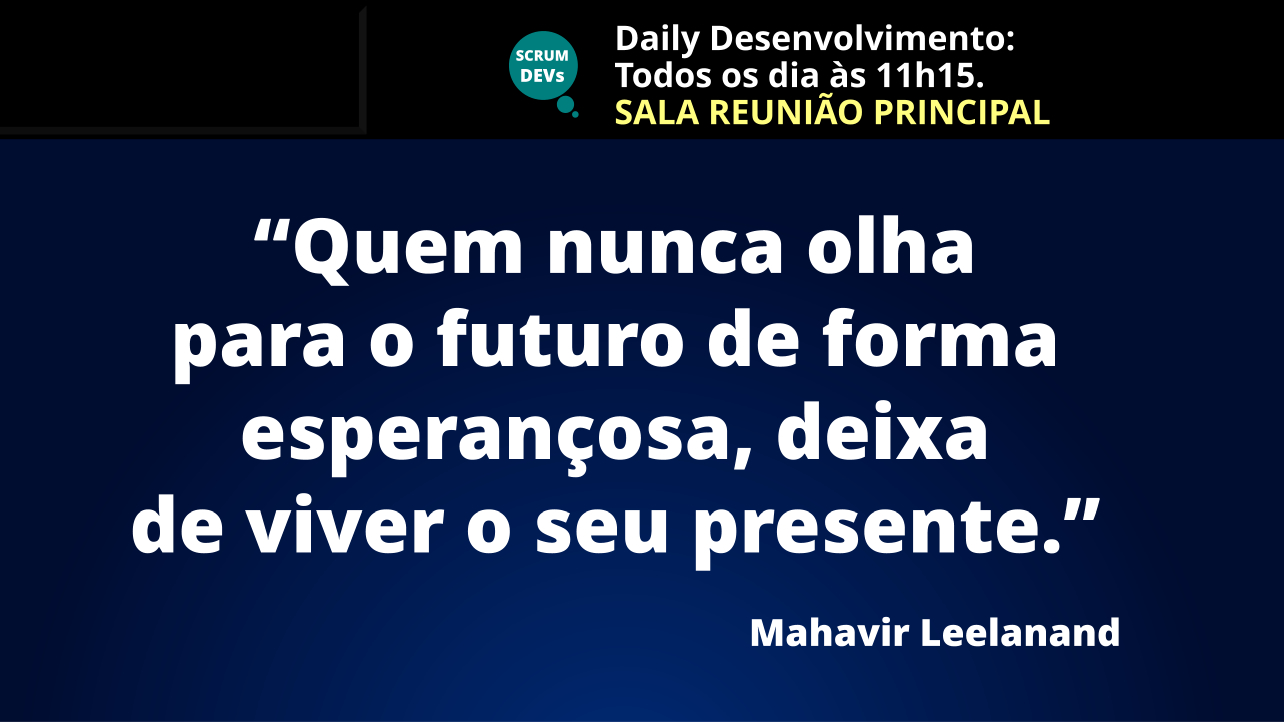 SCRUM
DEVs
Daily Desenvolvimento:
Todos os dia às 11h15.
SALA REUNIÃO PRINCIPAL
“Quem nunca olha
para o futuro de forma
esperançosa, deixa
de viver o seu presente.”
Mahavir Leelanand